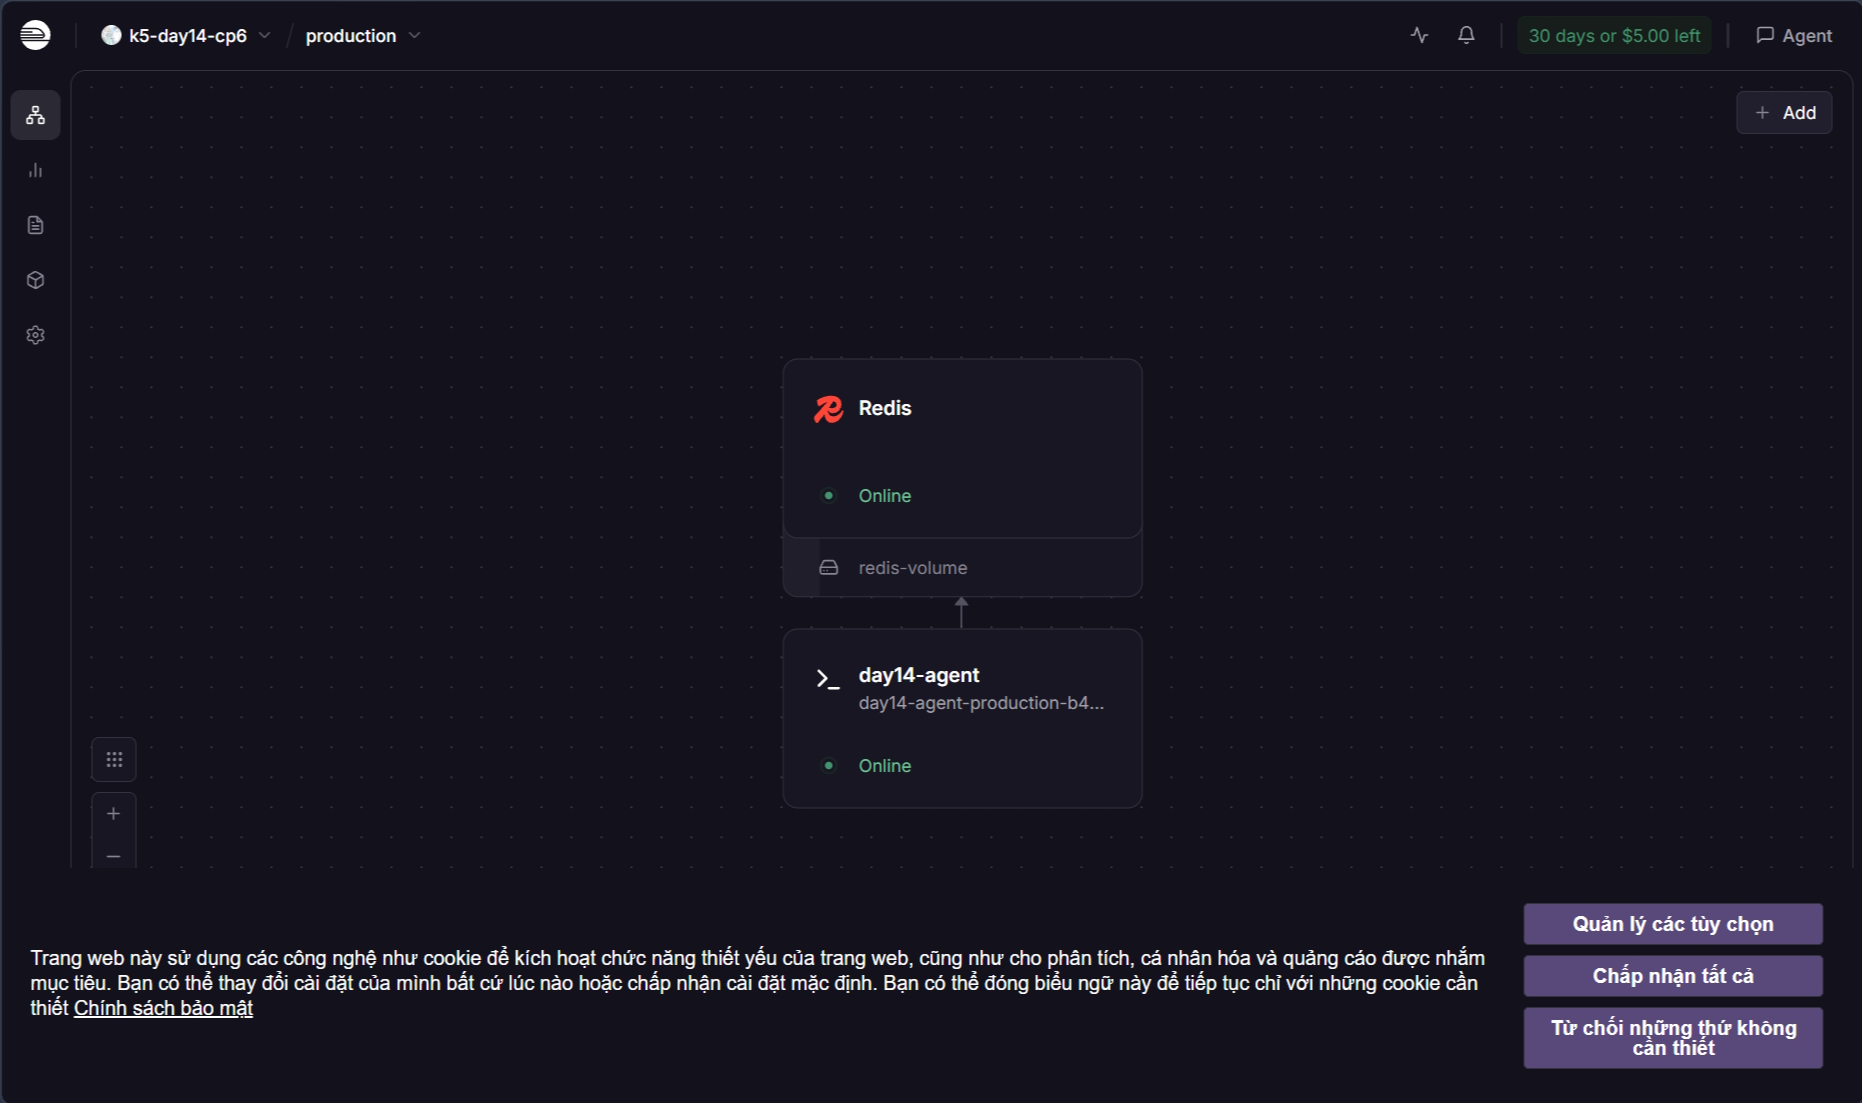 k5-day14-cp6 / production
30 days or $5.00 left
Agent
+ Add
Redis
Online
redis-volume
day14-agent
day14-agent-production-b4...
Online
Trang web này sử dụng các công nghệ như cookie để kích hoạt chức năng thiết yếu của trang web, cũng như cho phân tích, cá nhân hóa và quảng cáo được nhắm
mục tiêu. Bạn có thể thay đổi cài đặt của mình bất cứ lúc nào hoặc chấp nhận cài đặt mặc định. Bạn có thể đóng biểu ngữ này để tiếp tục chỉ với những cookie cần
thiết Chính sách bảo mật
Quản lý các tùy chọn
Chấp nhận tất cả
Từ chối những thứ không
cần thiết